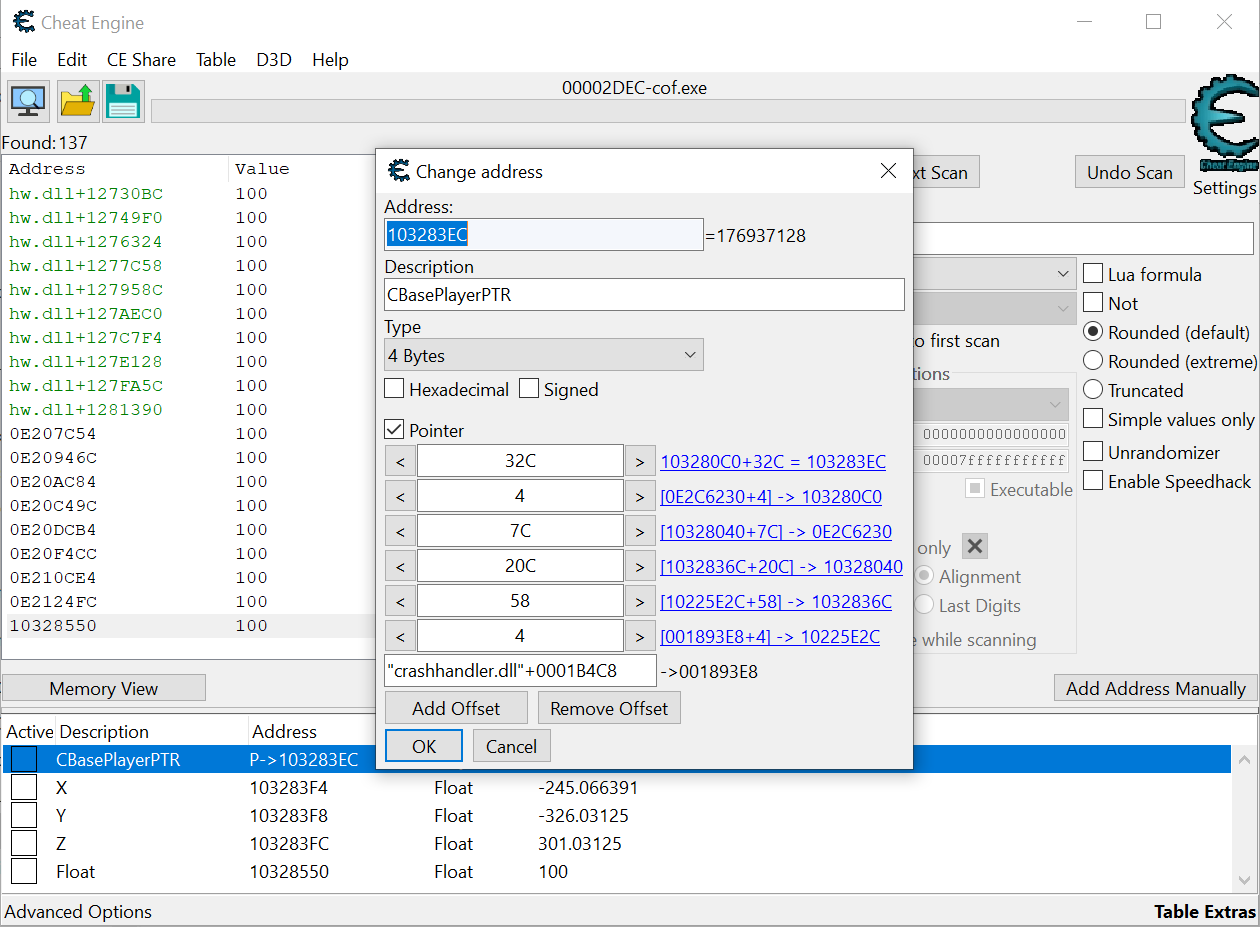 Cheat Engine
File Edit CE Share Table D3D Help
00002DEC-cof.exe
Cheat Engine
Settings
Found: 137
Address Value
hw.dll+12730BC 100
hw.dll+12749F0 100
hw.dll+1276324 100
hw.dll+1277C58 100
hw.dll+127958C 100
hw.dll+127AEC0 100
hw.dll+127C7F4 100
hw.dll+127E128 100
hw.dll+127FA5C 100
hw.dll+1281390 100
0E207C54 100
0E20946C 100
0E20AC84 100
0E20C49C 100
0E20DCB4 100
0E20F4CC 100
0E210CE4 100
0E2124FC 100
10328550 100
Change address
Address:
103283EC =176937128
Description
CBasePlayerPTR
Type
4 Bytes
Hexadecimal Signed
Pointer
< 32C > 103280C0+32C = 103283EC
< 4 > [0E2C6230+4] -> 103280C0
< 7C > [10328040+7C] -> 0E2C6230
< 20C > [1032836C+20C] -> 10328040
< 58 > [10225E2C+58] -> 1032836C
< 4 > [001893E8+4] -> 10225E2C
"crashhandler.dll"+0001B4C8 ->001893E8
Add Offset Remove Offset
OK Cancel
xt Scan Undo Scan
Lua formula
Not
o first scan Rounded (default)
Rounded (extreme)
tions Truncated
Simple values only
0000000000000000
00007fffffffffff
Unrandomizer
Executable Enable Speedhack
only
Alignment
Last Digits
e while scanning
Memory View Add Address Manually
Active Description Address
CBasePlayerPTR P->103283EC
X 103283F4 Float -245.066391
Y 103283F8 Float -326.03125
Z 103283FC Float 301.03125
Float 10328550 Float 100
Advanced Options Table Extras